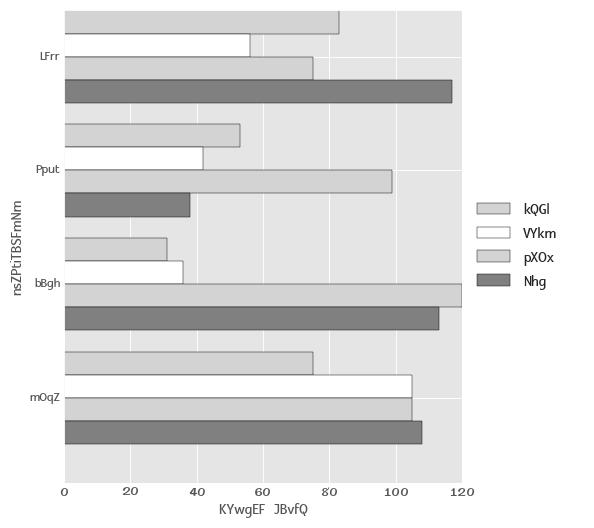 LFrr
Pput
bBgh
mOqZ
nsZPtiTBSFmNm
0 20 40 60 80 100 120
KYwgEF JBvfQ
kQGl
VYkm
pXOx
Nhg